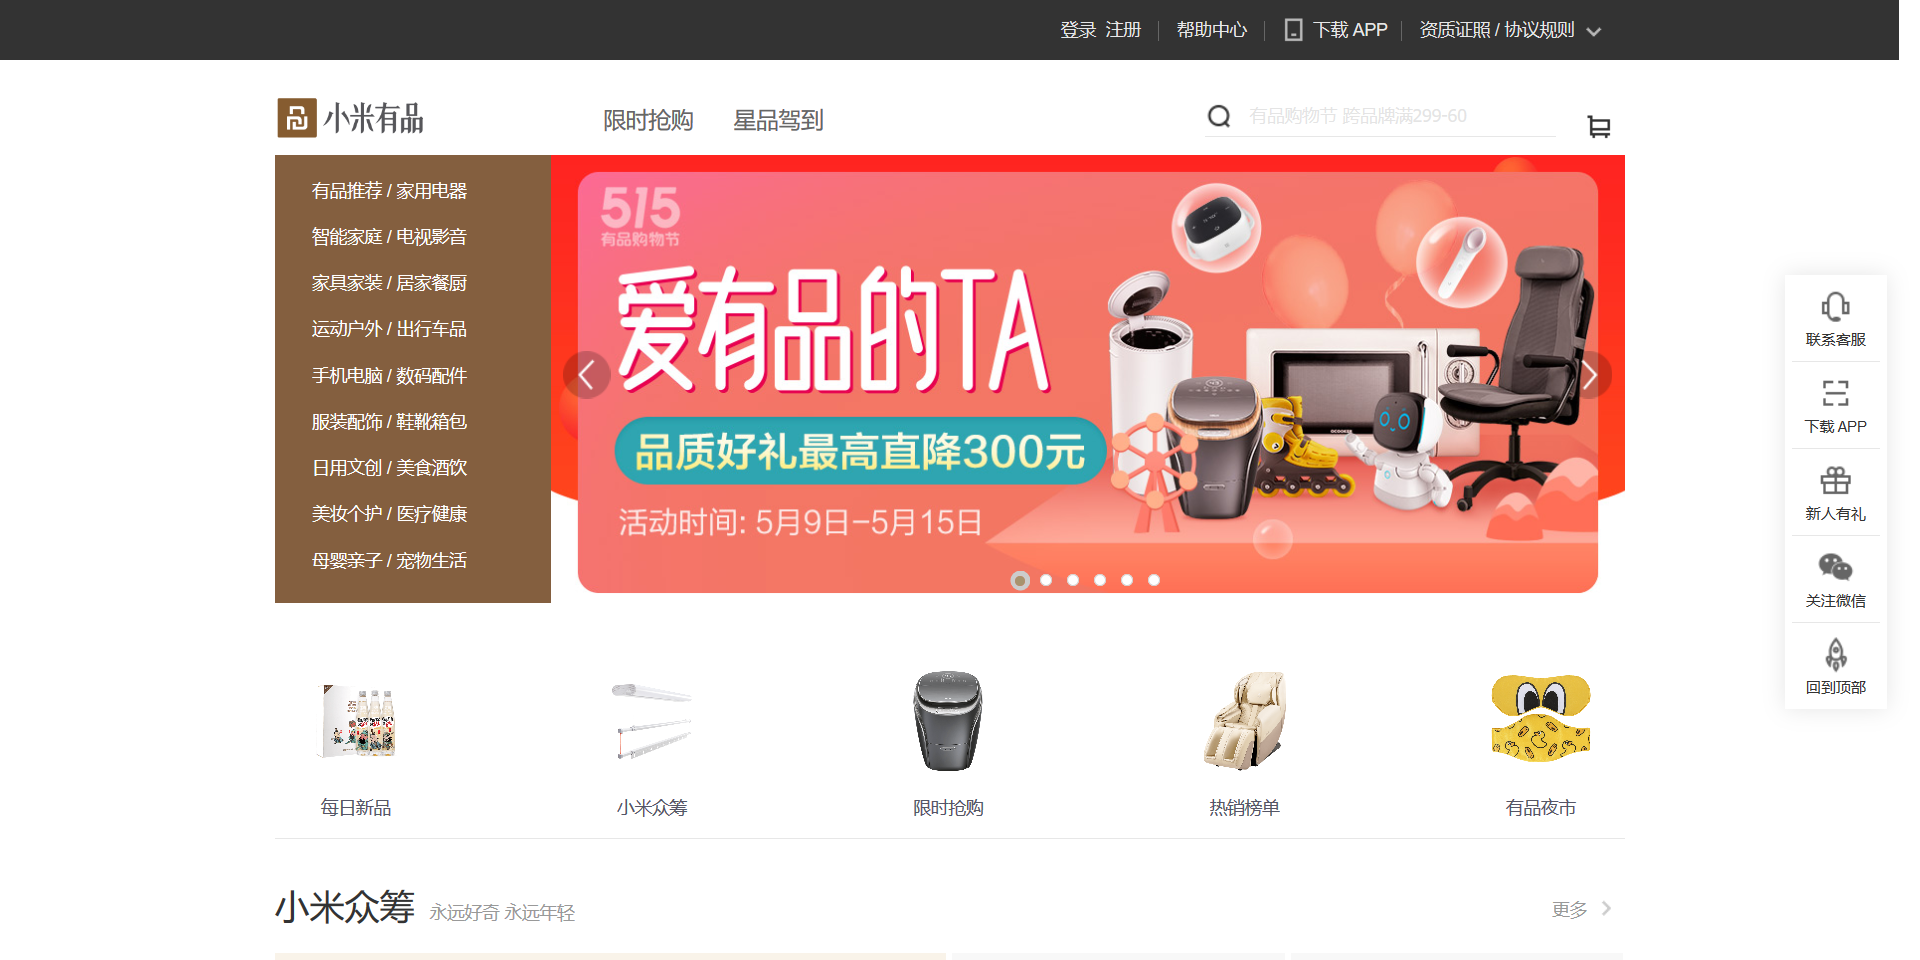 登录 注册 帮助中心 下载 APP 资质证照 / 协议规则
小米有品 限时抢购 星品驾到 有品购物节 跨品牌满299-60
有品推荐 / 家用电器
智能家庭 / 电视影音
家具家装 / 居家餐厨
运动户外 / 出行车品
手机电脑 / 数码配件
服装配饰 / 鞋靴箱包
日用文创 / 美食酒饮
美妆个护 / 医疗健康
母婴亲子 / 宠物生活
515
有品购物节
爱有品的TA
品质好礼最高直降300元
活动时间: 5月9日-5月15日
联系客服
下载 APP
新人有礼
关注微信
回到顶部
每日新品 小米众筹 限时抢购 热销榜单 有品夜市
小米众筹 永远好奇 永远年轻 更多